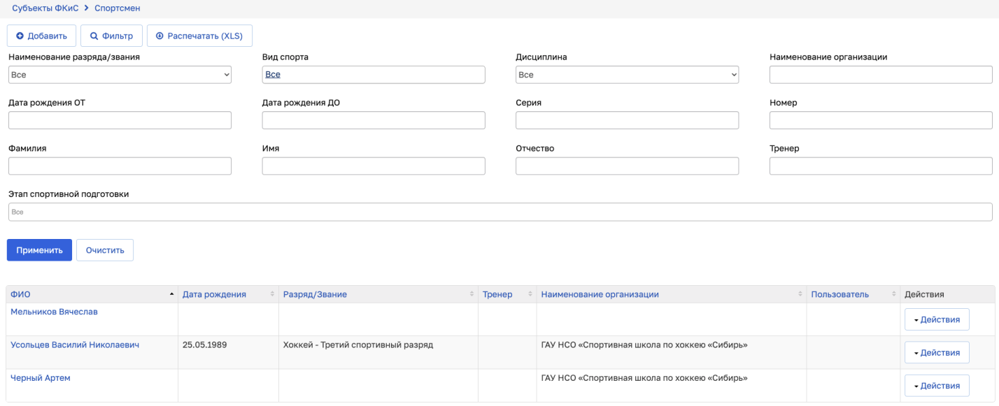 Субъекты ФКиС > Спортсмен
Добавить Фильтр Распечатать (XLS)
Наименование разряда/звания Вид спорта Дисциплина Наименование организации
Все Все Все
Дата рождения ОТ Дата рождения ДО Серия Номер
Фамилия Имя Отчество Тренер
Этап спортивной подготовки
Все
Применить Очистить
ФИО Дата рождения Разряд/Звание Тренер Наименование организации Пользователь Действия
Мельников Вячеслав Действия
Усольцев Василий Николаевич 25.05.1989 Хоккей - Третий спортивный разряд ГАУ НСО «Спортивная школа по хоккею «Сибирь» Действия
Черный Артем ГАУ НСО «Спортивная школа по хоккею «Сибирь» Действия